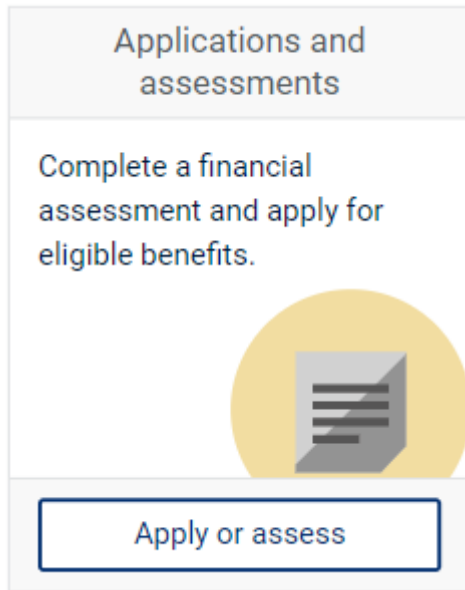 Applications and
assessments
Complete a financial
assessment and apply for
eligible benefits.
Apply or assess